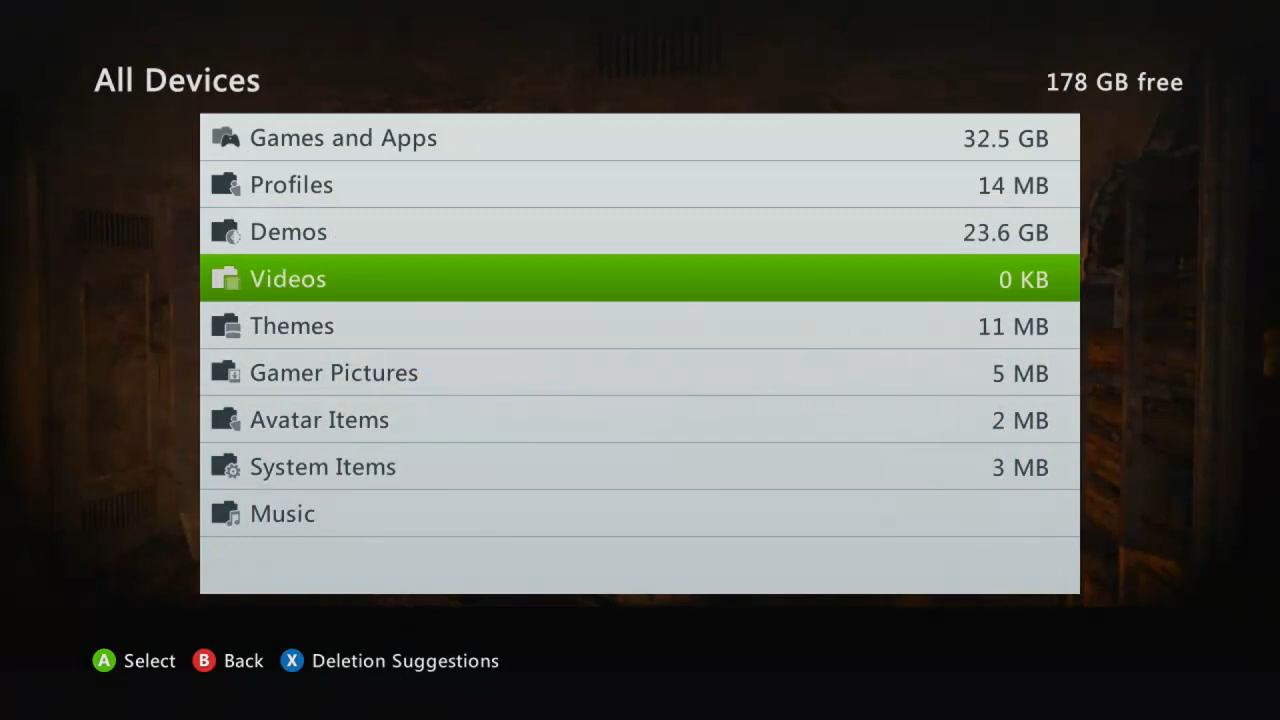 All Devices 178 GB free
Games and Apps 32.5 GB
Profiles 14 MB
Demos 23.6 GB
Videos 0 KB
Themes 11 MB
Gamer Pictures 5 MB
Avatar Items 2 MB
System Items 3 MB
Music
A Select B Back X Deletion Suggestions